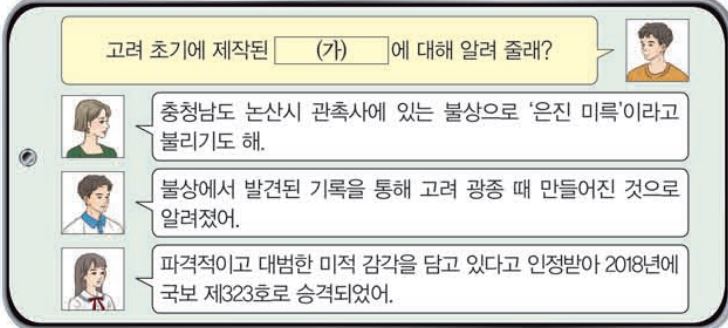 고려 초기에 제작된 (가) 에 대해 알려 줄래?
충청남도 논산시 관촉사에 있는 불상으로 ‘은진 미륵’이라고
불리기도 해.
불상에서 발견된 기록을 통해 고려 광종 때 만들어진 것으로
알려졌어.
파격적이고 대범한 미적 감각을 담고 있다고 인정받아 2018년에
국보 제323호로 승격되었어.